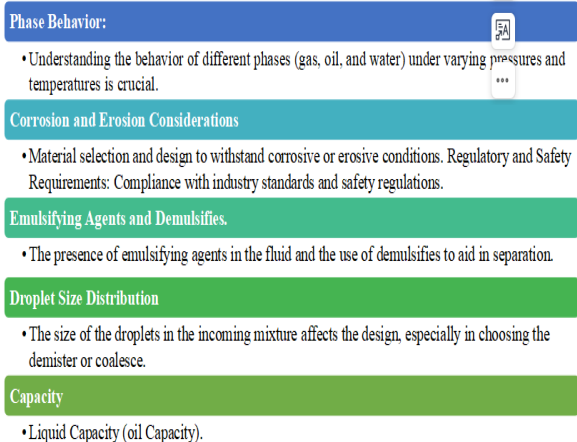 Phase Behavior:
• Understanding the behavior of different phases (gas, oil, and water) under varying pressures and
temperatures is crucial.
Corrosion and Erosion Considerations
• Material selection and design to withstand corrosive or erosive conditions. Regulatory and Safety
Requirements: Compliance with industry standards and safety regulations.
Emulsifying Agents and Demulsifies.
• The presence of emulsifying agents in the fluid and the use of demulsifies to aid in separation.
Droplet Size Distribution
• The size of the droplets in the incoming mixture affects the design, especially in choosing the
demister or coalesce.
Capacity
• Liquid Capacity (oil Capacity).